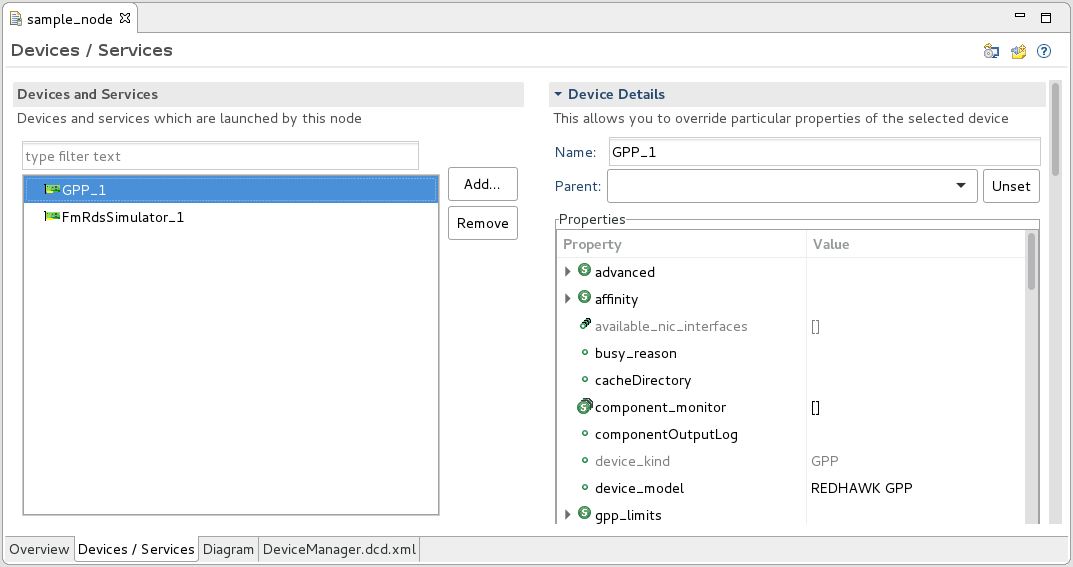 sample_node
Devices / Services
Devices and Services
Devices and services which are launched by this node
type filter text
GPP_1
FmRdsSimulator_1
Add...
Remove
Device Details
This allows you to override particular properties of the selected device
Name: GPP_1
Parent: Unset
Properties
Property Value
advanced
affinity
available_nic_interfaces []
busy_reason
cacheDirectory
component_monitor []
componentOutputLog
device_kind GPP
device_model REDHAWK GPP
gpp_limits
Overview Devices / Services Diagram DeviceManager.dcd.xml